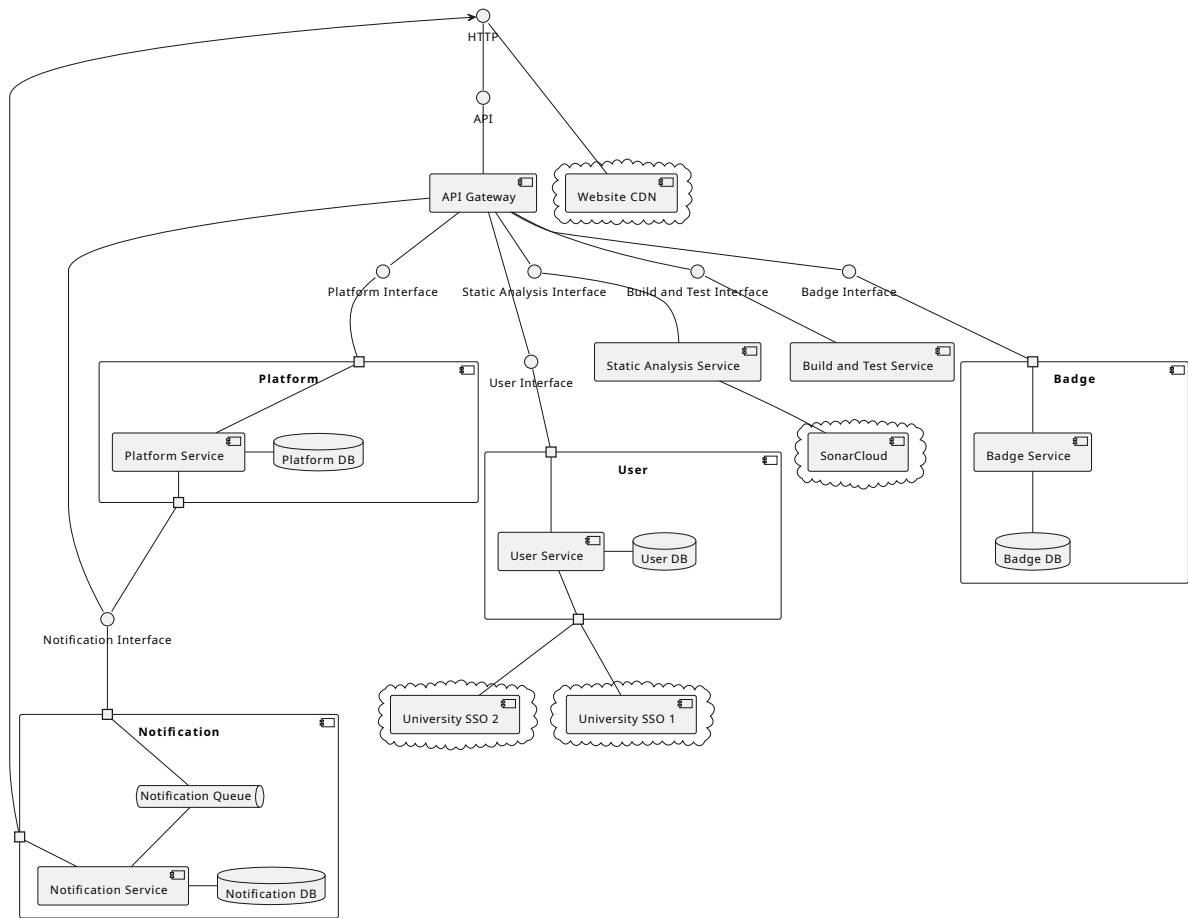 HTTP
API
API Gateway
Website CDN
Platform Interface
Static Analysis Interface
Build and Test Interface
Badge Interface
Platform
User Interface
Static Analysis Service
Build and Test Service
Badge
Platform Service
Platform DB
User
SonarCloud
Badge Service
User Service
User DB
Badge DB
Notification Interface
University SSO 2
University SSO 1
Notification
Notification Queue
Notification Service
Notification DB